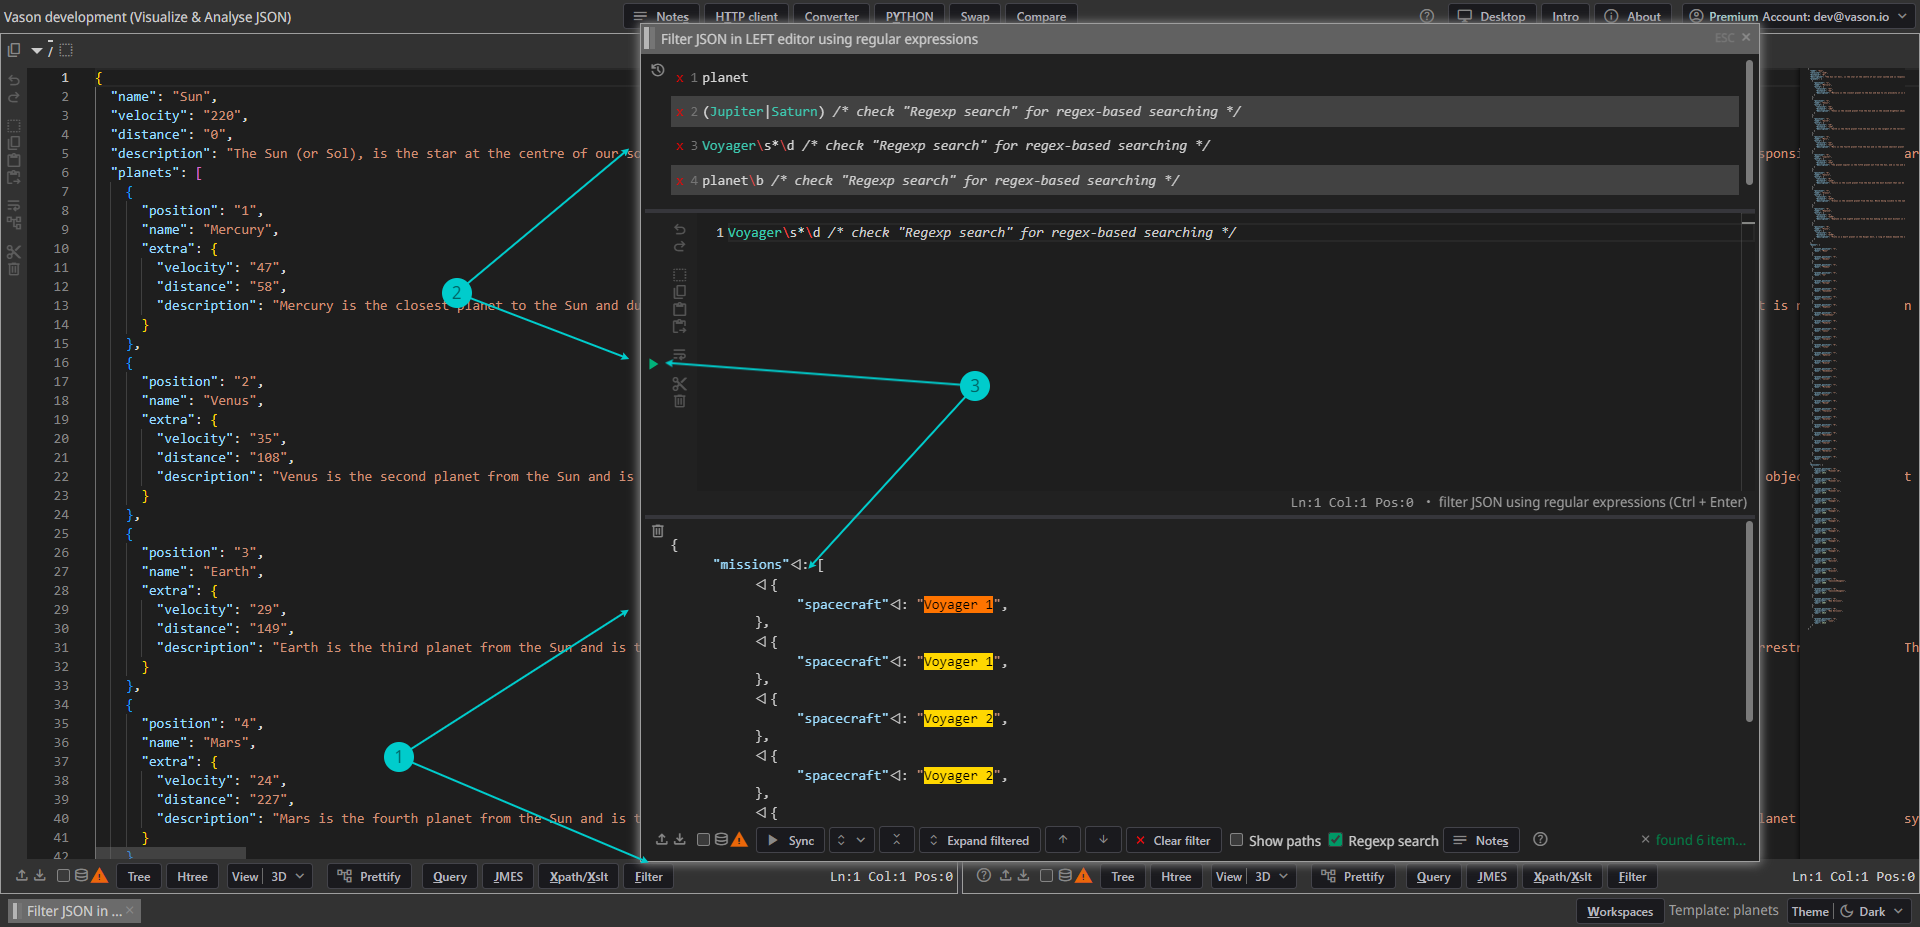 Vason development (Visualize & Analyse JSON)
Notes
HTTP client
Converter
PYTHON
Swap
Compare
Desktop
Intro
About
Premium Account: dev@vason.io
/
1 {
2 "name": "Sun",
3 "velocity": "220",
4 "distance": "0",
5 "description": "The Sun (or Sol), is the star at the centre of our so
6 "planets": [
7 {
8 "position": "1",
9 "name": "Mercury",
10 "extra": {
11 "velocity": "47",
12 "distance": "58",
13 "description": "Mercury is the closest planet to the Sun and du
14 }
15 },
16 {
17 "position": "2",
18 "name": "Venus",
19 "extra": {
20 "velocity": "35",
21 "distance": "108",
22 "description": "Venus is the second planet from the Sun and is
23 }
24 },
25 {
26 "position": "3",
27 "name": "Earth",
28 "extra": {
29 "velocity": "29",
30 "distance": "149",
31 "description": "Earth is the third planet from the Sun and is t
32 }
33 },
34 {
35 "position": "4",
36 "name": "Mars",
37 "extra": {
38 "velocity": "24",
39 "distance": "227",
40 "description": "Mars is the fourth planet from the Sun and is t
41 }
42 }
2
1
3
Filter JSON in LEFT editor using regular expressions
ESC
x 1 planet
x 2 (Jupiter|Saturn) /* check "Regexp search" for regex-based searching */
x 3 Voyager\s*\d /* check "Regexp search" for regex-based searching */
x 4 planet\b /* check "Regexp search" for regex-based searching */
1 Voyager\s*\d /* check "Regexp search" for regex-based searching */
Ln:1 Col:1 Pos:0 • filter JSON using regular expressions (Ctrl + Enter)
{
"missions": [
{
"spacecraft": "Voyager 1",
},
{
"spacecraft": "Voyager 1",
},
{
"spacecraft": "Voyager 2",
},
{
"spacecraft": "Voyager 2",
},
{
Sync
Expand filtered
Clear filter
Show paths
Regexp search
Notes
found 6 item...
ponsi
ar
t is n
n
objec
t
rrestr
Th
lanet
sy
Tree
Htree
View
3D
Prettify
Query
JMES
Xpath/Xslt
Filter
Ln:1 Col:1 Pos:0
Tree
Htree
View
3D
Prettify
Query
JMES
Xpath/Xslt
Filter
Ln:1 Col:1 Pos:0
Filter JSON in ...
Workspaces
Template: planets
Theme
Dark